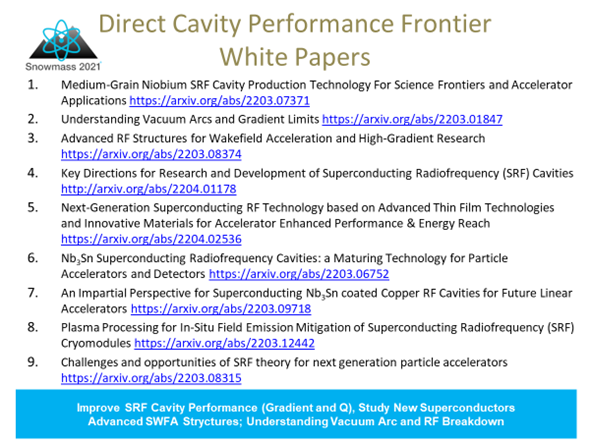 Direct Cavity Performance Frontier
White Papers
Snowmass 2021
1. Medium-Grain Niobium SRF Cavity Production Technology For Science Frontiers and Accelerator
Applications https://arxiv.org/abs/2203.07371
2. Understanding Vacuum Arcs and Gradient Limits https://arxiv.org/abs/2203.01847
3. Advanced RF Structures for Wakefield Acceleration and High-Gradient Research
https://arxiv.org/abs/2203.08374
4. Key Directions for Research and Development of Superconducting Radiofrequency (SRF) Cavities
http://arxiv.org/abs/2204.01178
5. Next-Generation Superconducting RF Technology based on Advanced Thin Film Technologies
and Innovative Materials for Accelerator Enhanced Performance & Energy Reach
https://arxiv.org/abs/2204.02536
6. Nb₃Sn Superconducting Radiofrequency Cavities: a Maturing Technology for Particle
Accelerators and Detectors https://arxiv.org/abs/2203.06752
7. An Impartial Perspective for Superconducting Nb₃Sn coated Copper RF Cavities for Future Linear
Accelerators https://arxiv.org/abs/2203.09718
8. Plasma Processing for In-Situ Field Emission Mitigation of Superconducting Radiofrequency (SRF)
Cryomodules https://arxiv.org/abs/2203.12442
9. Challenges and opportunities of SRF theory for next generation particle accelerators
https://arxiv.org/abs/2203.08315
Improve SRF Cavity Performance (Gradient and Q), Study New Superconductors
Advanced SWFA Stryctures; Understanding Vacuum Arc and RF Breakdown